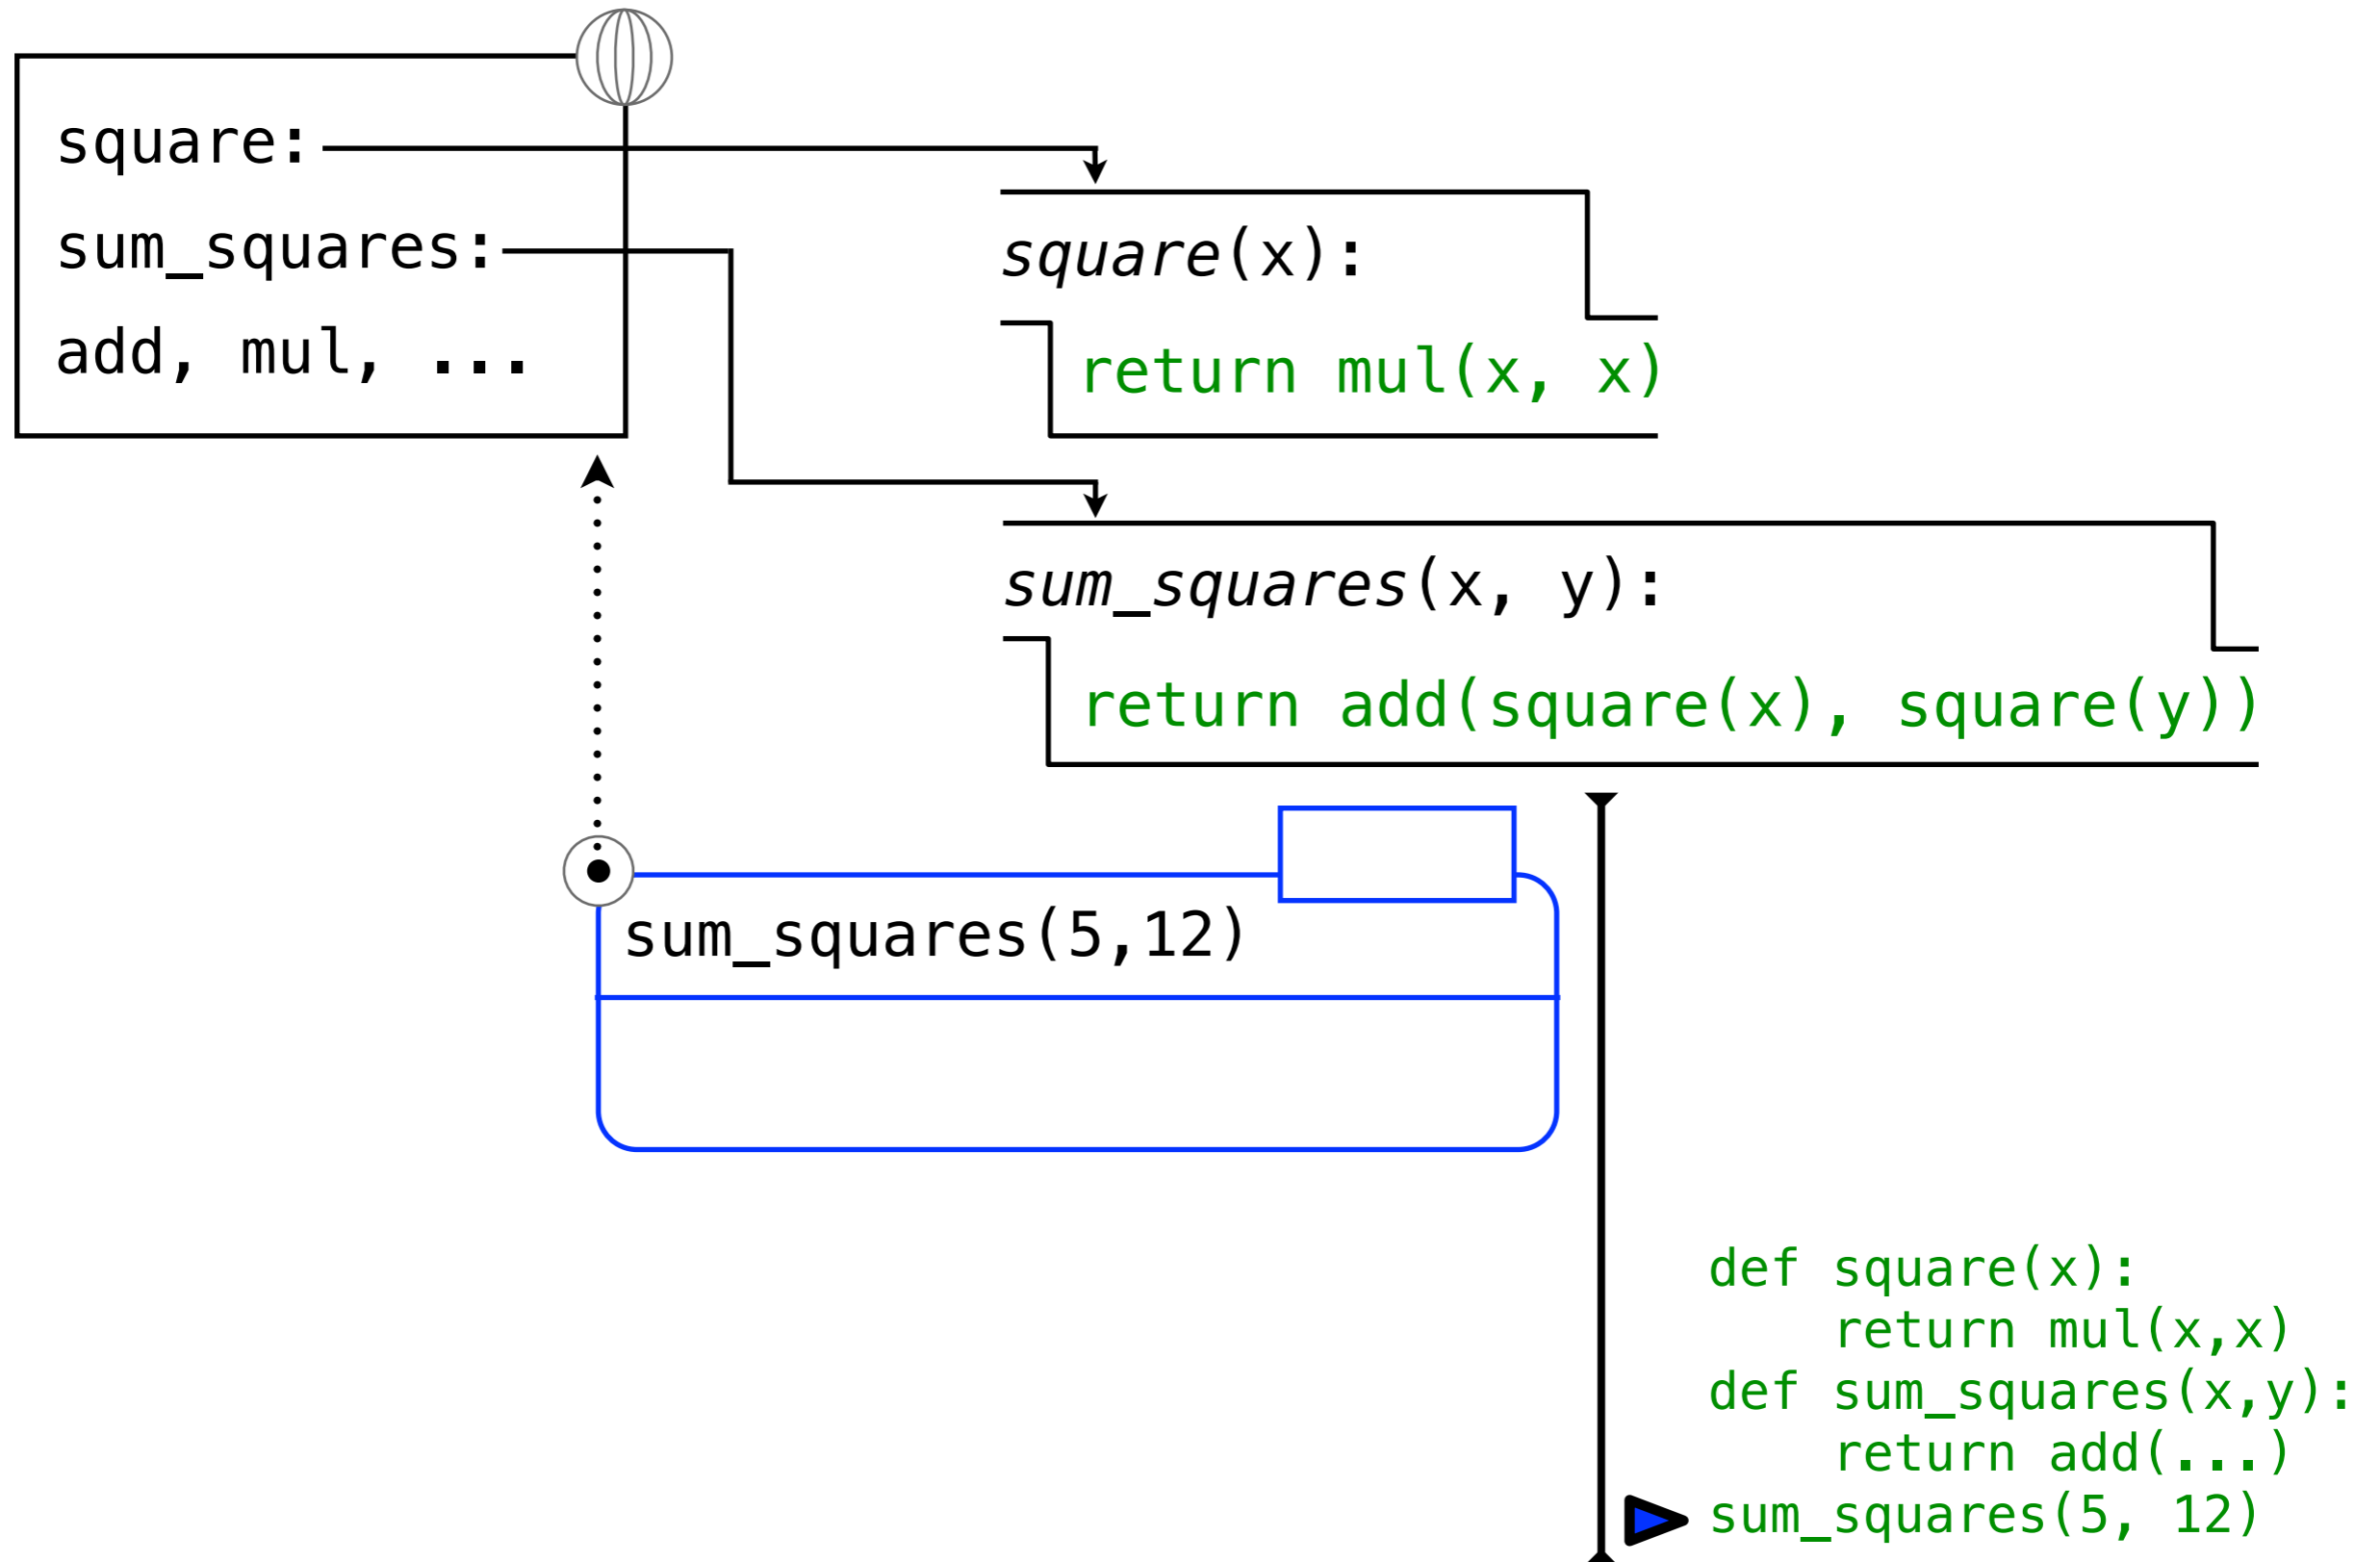 square:
sum_squares:
add, mul, ...
square(x):
return mul(x, x)
sum_squares(x, y):
return add(square(x), square(y))
sum_squares(5,12)
def square(x):
    return mul(x,x)
def sum_squares(x,y):
    return add(...)
sum_squares(5, 12)